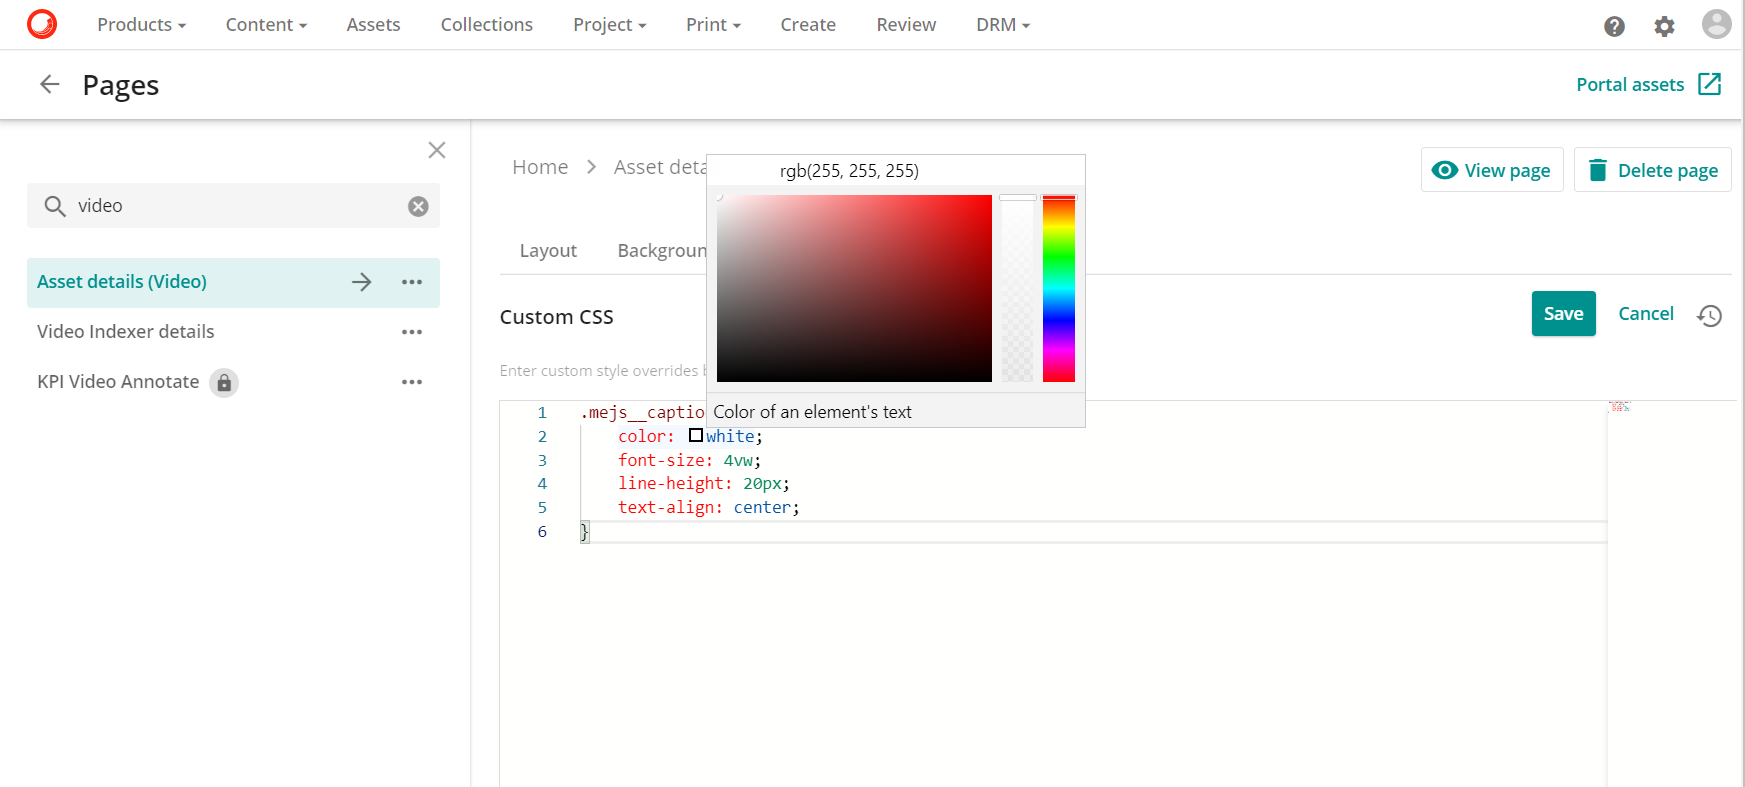 Products Content Assets Collections Project Print Create Review DRM
Pages
Portal assets
video
Asset details (Video)
Video Indexer details
KPI Video Annotate
Home > Asset deta
View page
Delete page
Layout Backgroun
rgb(255, 255, 255)
Color of an element's text
Custom CSS
Save Cancel
Enter custom style overrides
1 .mejs__captio
2 color: white;
3 font-size: 4vw;
4 line-height: 20px;
5 text-align: center;
6 }